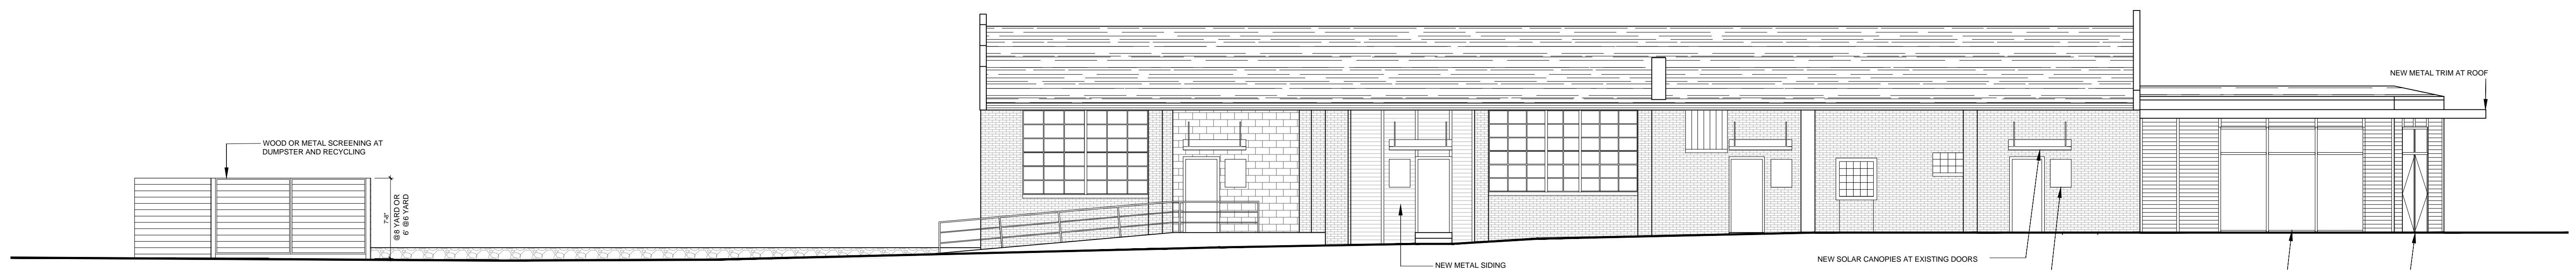 NEW METAL TRIM AT ROOF
WOOD OR METAL SCREENING AT
DUMPSTER AND RECYCLING
7'-8"
@8 YARD OR
6' @6 YARD
NEW METAL SIDING
NEW SOLAR CANOPIES AT EXISTING DOORS